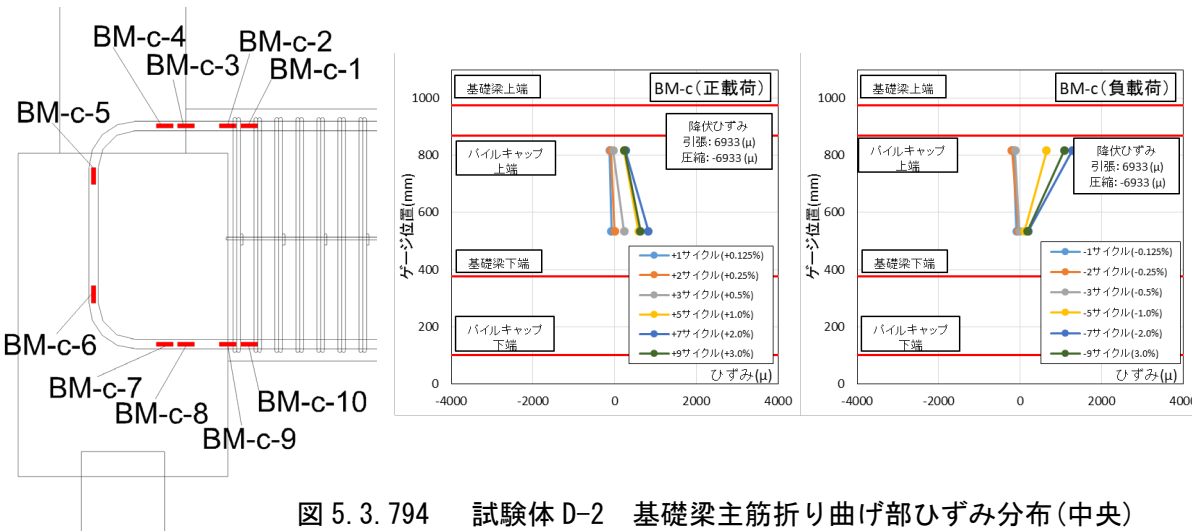 BM-c-4
BM-c-2
BM-c-3
BM-c-1
BM-c-5
BM-c-6
BM-c-7
BM-c-8
BM-c-10
BM-c-9
BM-c(正載荷)
基礎梁上端
降伏ひずみ
引張: 6933(μ)
圧縮: -6933(μ)
パイルキャップ
上端
基礎梁下端
パイルキャップ
下端
ゲージ位置(mm)
1000
800
600
400
200
0
+1サイクル(+0.125%)
+2サイクル(+0.25%)
+3サイクル(+0.5%)
+5サイクル(+1.0%)
+7サイクル(+2.0%)
+9サイクル(+3.0%)
ひずみ(μ)
-4000 -2000 0 2000 4000
BM-c(負載荷)
基礎梁上端
降伏ひずみ
引張: 6933(μ)
圧縮: -6933(μ)
パイルキャップ
上端
基礎梁下端
パイルキャップ
下端
ゲージ位置(mm)
1000
800
600
400
200
0
-1サイクル(-0.125%)
-2サイクル(-0.25%)
-3サイクル(-0.5%)
-5サイクル(-1.0%)
-7サイクル(-2.0%)
-9サイクル(3.0%)
ひずみ(μ)
-4000 -2000 0 2000 4000
図 5.3.794 試験体 D-2 基礎梁主筋折り曲げ部ひずみ分布(中央)